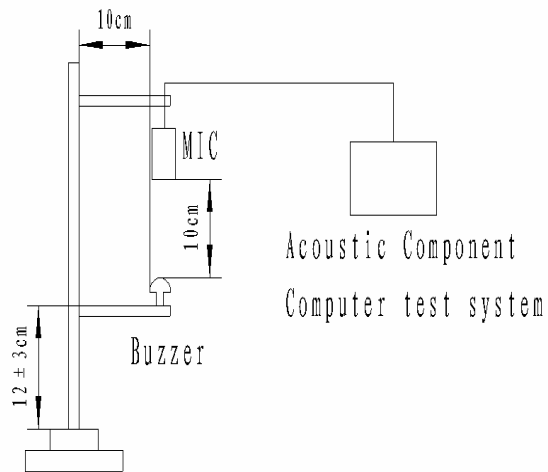 10cm
MIC
10cm
Acoustic Component
Computer test system
Buzzer
12±3cm